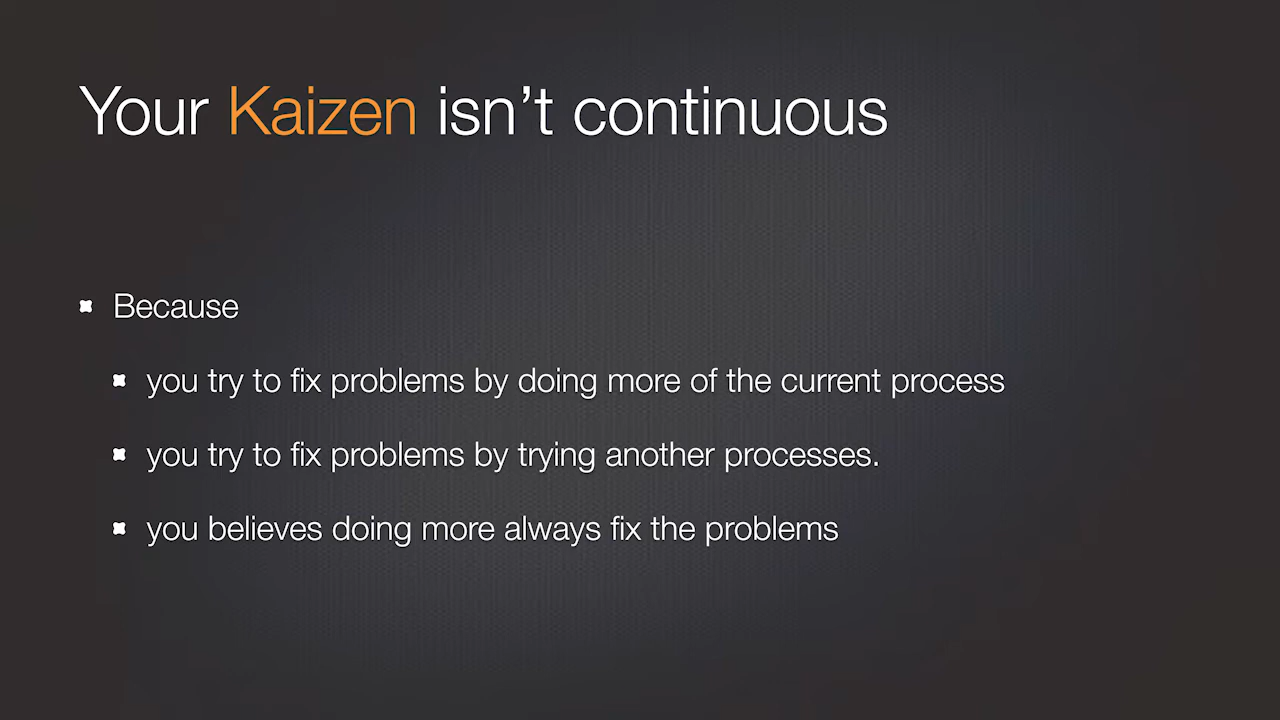 Your Kaizen isn’t continuous
Because
you try to fix problems by doing more of the current process
you try to fix problems by trying another processes.
you believes doing more always fix the problems